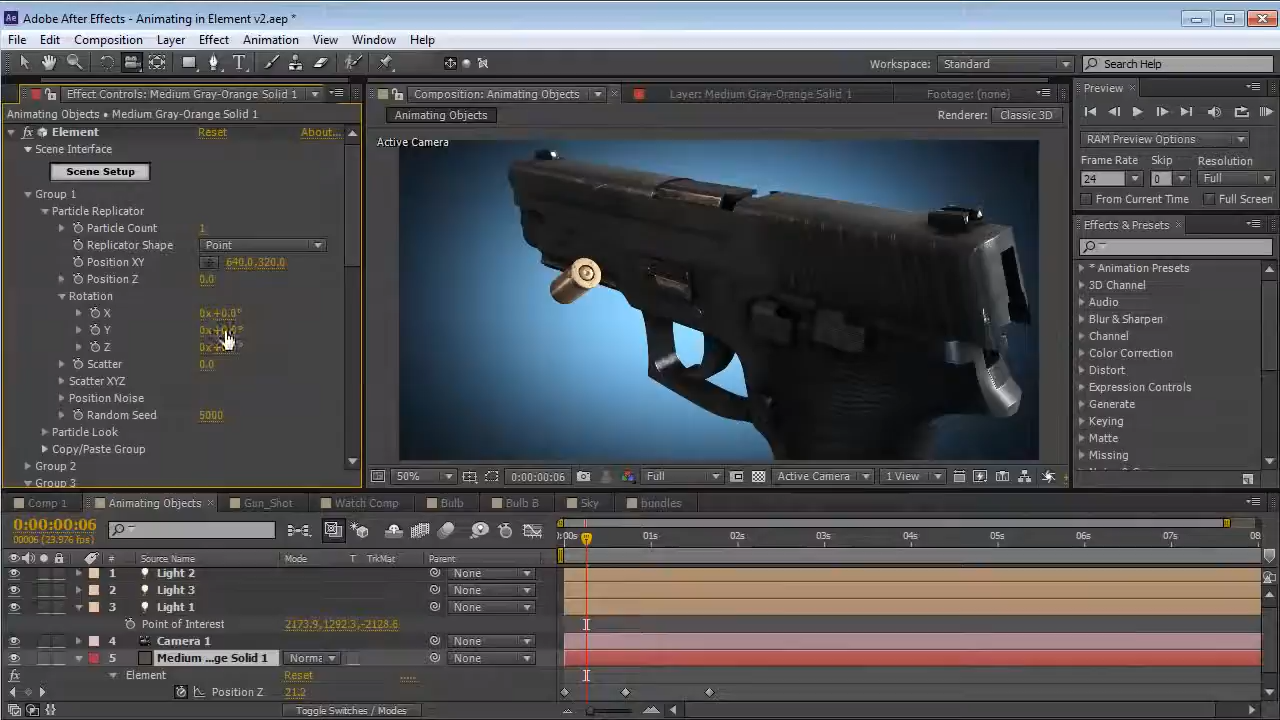 Ae Adobe After Effects - Animating in Element v2.aep *
File Edit Composition Layer Effect Animation View Window Help
Workspace: Standard Search Help
Effect Controls: Medium Gray-Orange Solid 1
Composition: Animating Objects
Layer: Medium Gray-Orange Solid 1
Footage: (none)
Preview
Animating Objects • Medium Gray-Orange Solid 1
Animating Objects
Renderer: Classic 3D
fx Element Reset About...
Active Camera
RAM Preview Options
Scene Interface
Frame Rate Skip Resolution
Scene Setup
24 0 Full
Group 1
From Current Time Full Screen
Particle Replicator
Particle Count 1
Effects & Presets
Replicator Shape Point
Position XY 640.0,320.0
* Animation Presets
Position Z 0.0
3D Channel
Rotation
Audio
X 0x+0.0°
Blur & Sharpen
Y
Channel
Z
Color Correction
Scatter 0.0
Distort
Scatter XYZ
Expression Controls
Position Noise
Generate
Random Seed 5000
Keying
Particle Look
Matte
Copy/Paste Group
Missing
Group 2
Group 3
50% 0:00:00:06 Full Active Camera 1 View
Comp 1 Animating Objects Gun_Shot Watch Comp Bulb Bulb B Sky bundles
0:00:00:06
00006 (23.976 fps)
):00s 01s 02s 03s 04s 05s 06s 07s 08
# Source Name Mode T TrkMat Parent
1 Light 2 None
2 Light 3 None
3 Light 1 None
Point of Interest 2173.9,1292.3,-2128.6
4 Camera 1 None
5 Medium ...ge Solid 1 Norma None
fx Element Reset .....
Position Z 21.2
Toggle Switches / Modes